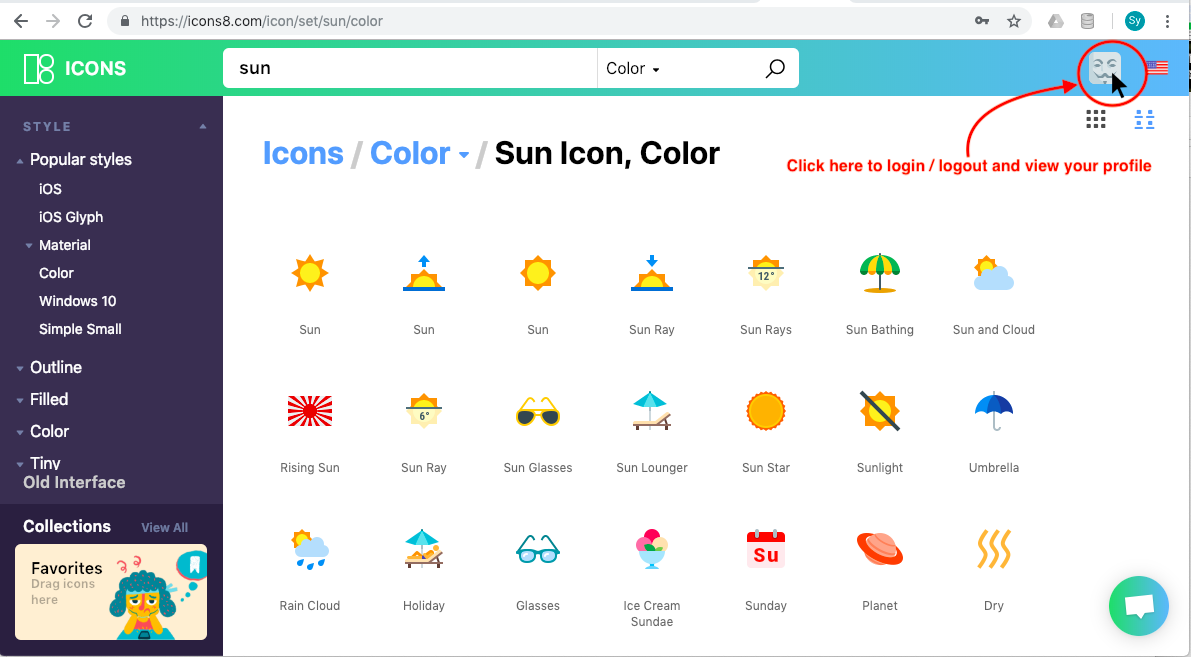 https://icons8.com/icon/set/sun/color
Sy
ICONS
sun
Color
Click here to login / logout and view your profile
STYLE
Popular styles
iOS
iOS Glyph
Material
Color
Windows 10
Simple Small
Outline
Filled
Color
Tiny
Old Interface
Collections
View All
Favorites
Drag icons
here
Icons / Color / Sun Icon, Color
12°
Sun
Sun
Sun
Sun Ray
Sun Rays
Sun Bathing
Sun and Cloud
6°
Rising Sun
Sun Ray
Sun Glasses
Sun Lounger
Sun Star
Sunlight
Umbrella
Su
Rain Cloud
Holiday
Glasses
Ice Cream
Sundae
Sunday
Planet
Dry